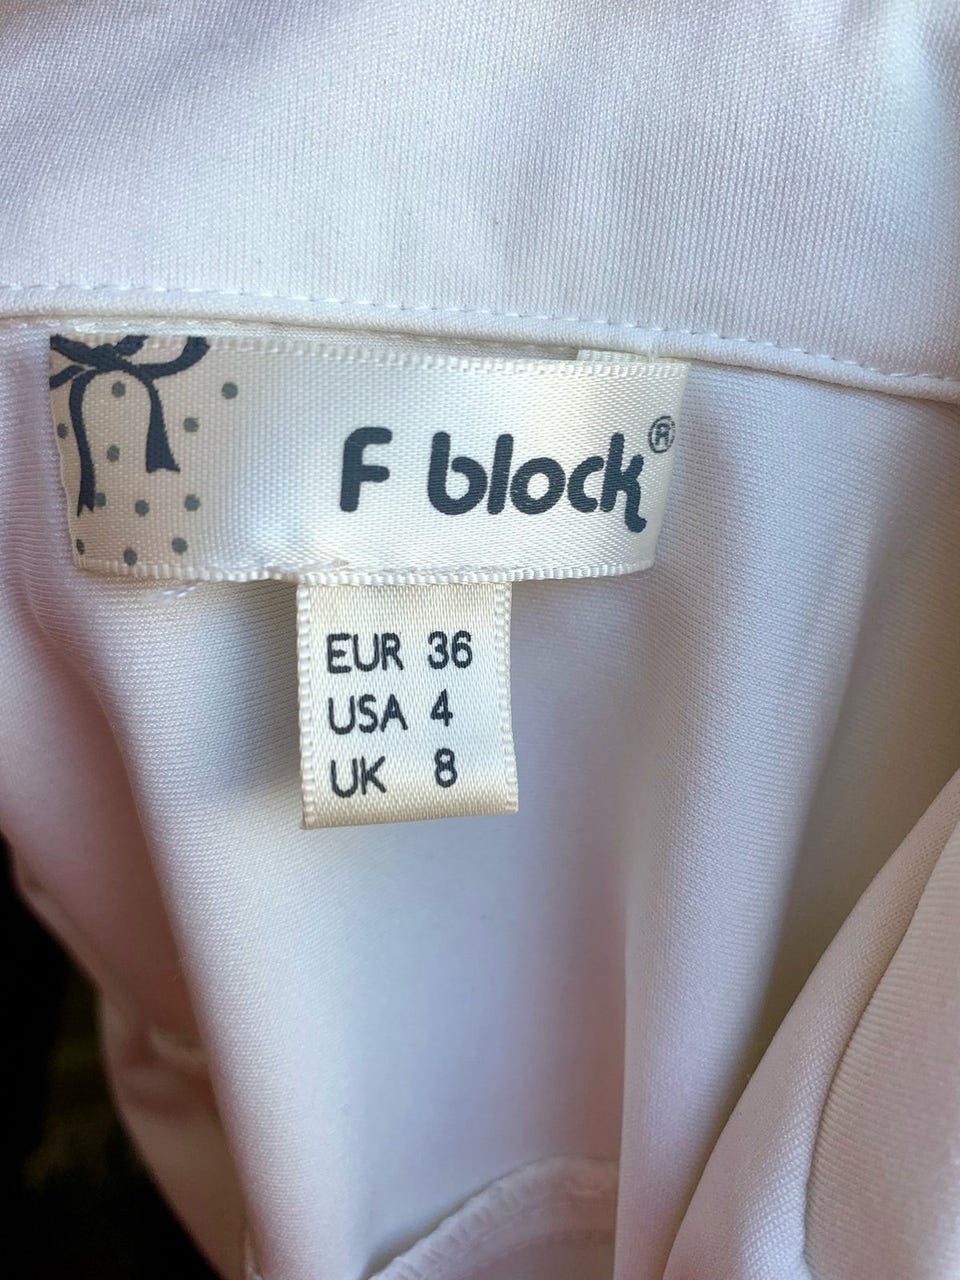 F block®
EUR 36
USA 4
UK 8